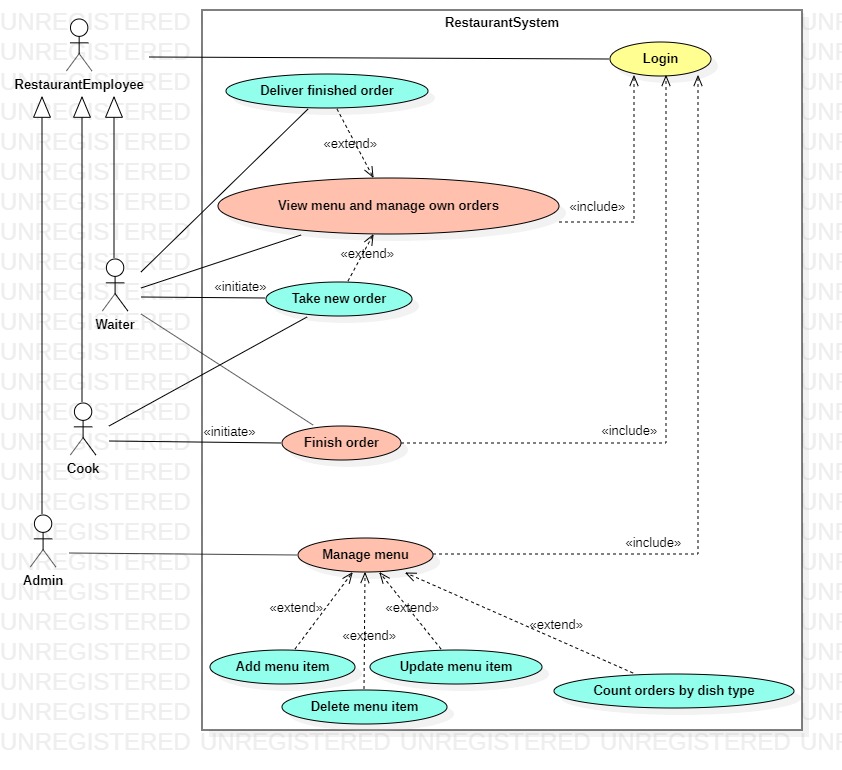 RestaurantSystem
RestaurantEmployee
Login
Deliver finished order
«extend»
View menu and manage own orders
«include»
«extend»
«initiate»
Take new order
Waiter
«initiate»
Finish order
«include»
Cook
Manage menu
«include»
Admin
«extend»
«extend»
«extend»
«extend»
Add menu item
Update menu item
Delete menu item
Count orders by dish type
UNREGISTERED UNREGISTERED UNREGISTERED UNREGISTERED